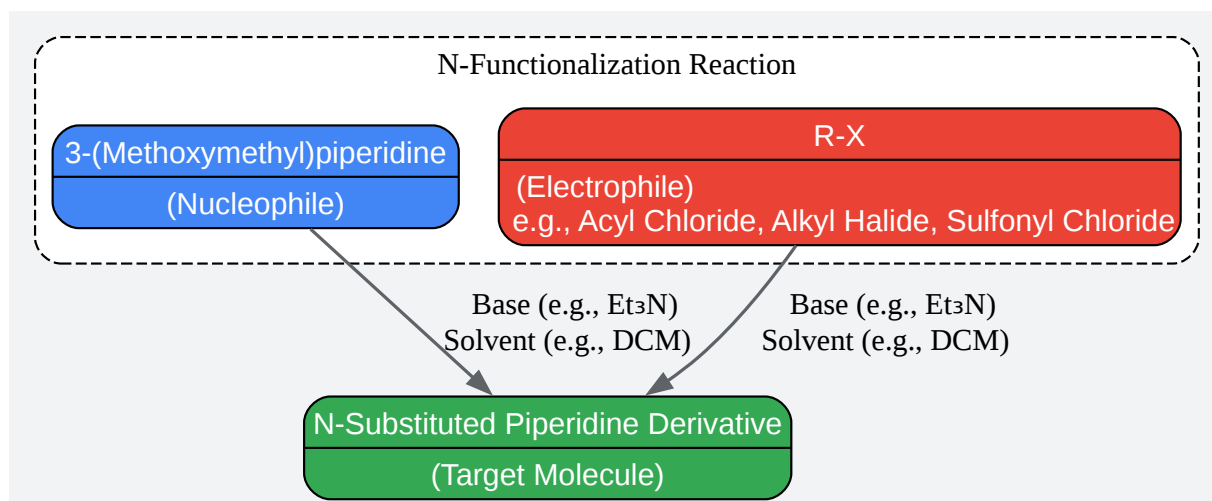 N-Functionalization Reaction
3-(Methoxymethyl)piperidine
(Nucleophile)
R-X
(Electrophile)
e.g., Acyl Chloride, Alkyl Halide, Sulfonyl Chloride
Base (e.g., Et₃N)
Solvent (e.g., DCM)
Base (e.g., Et₃N)
Solvent (e.g., DCM)
N-Substituted Piperidine Derivative
(Target Molecule)